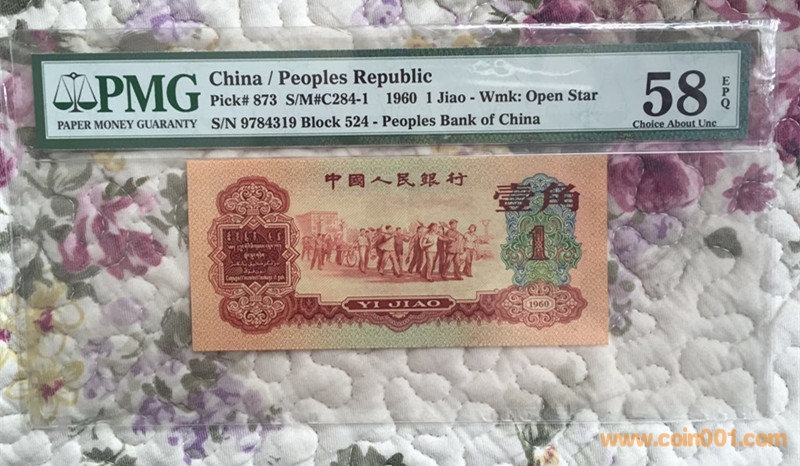 PMG
PAPER MONEY GUARANTY
China / Peoples Republic
Pick# 873 S/M#C284-1 1960 1 Jiao - Wmk: Open Star
S/N 9784319 Block 524 - Peoples Bank of China
58 EPQ
Choice About Unc
中國人民銀行
壹角
1
YI JIAO
1960
www.coin001.com